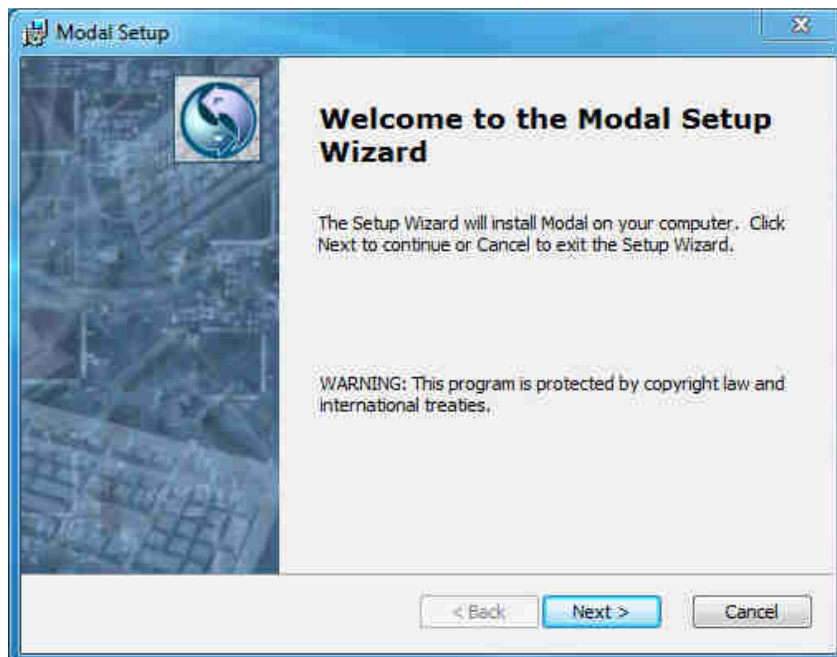 Modal Setup
Welcome to the Modal Setup
Wizard
The Setup Wizard will install Modal on your computer.  Click
Next to continue or Cancel to exit the Setup Wizard.
WARNING: This program is protected by copyright law and
international treaties.
< Back Next > Cancel